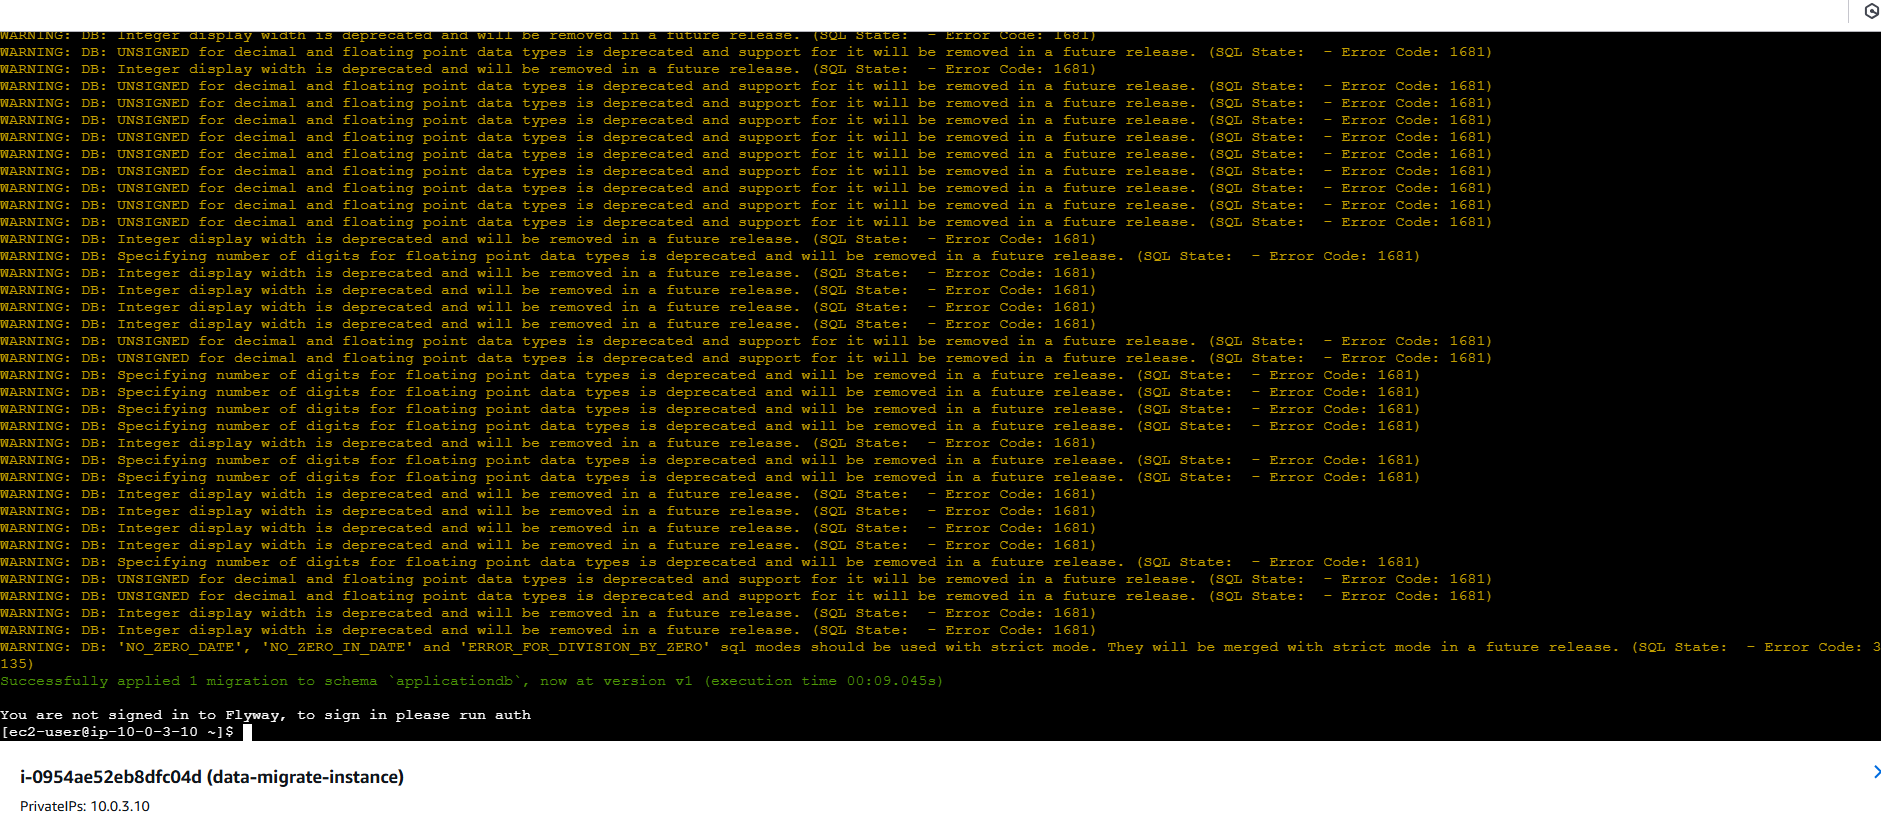 WARNING: DB: Integer display width is deprecated and will be removed in a future release. (SQL State:  - Error Code: 1681)
WARNING: DB: UNSIGNED for decimal and floating point data types is deprecated and support for it will be removed in a future release. (SQL State:  - Error Code: 1681)
WARNING: DB: Integer display width is deprecated and will be removed in a future release. (SQL State:  - Error Code: 1681)
WARNING: DB: UNSIGNED for decimal and floating point data types is deprecated and support for it will be removed in a future release. (SQL State:  - Error Code: 1681)
WARNING: DB: UNSIGNED for decimal and floating point data types is deprecated and support for it will be removed in a future release. (SQL State:  - Error Code: 1681)
WARNING: DB: UNSIGNED for decimal and floating point data types is deprecated and support for it will be removed in a future release. (SQL State:  - Error Code: 1681)
WARNING: DB: UNSIGNED for decimal and floating point data types is deprecated and support for it will be removed in a future release. (SQL State:  - Error Code: 1681)
WARNING: DB: UNSIGNED for decimal and floating point data types is deprecated and support for it will be removed in a future release. (SQL State:  - Error Code: 1681)
WARNING: DB: UNSIGNED for decimal and floating point data types is deprecated and support for it will be removed in a future release. (SQL State:  - Error Code: 1681)
WARNING: DB: UNSIGNED for decimal and floating point data types is deprecated and support for it will be removed in a future release. (SQL State:  - Error Code: 1681)
WARNING: DB: UNSIGNED for decimal and floating point data types is deprecated and support for it will be removed in a future release. (SQL State:  - Error Code: 1681)
WARNING: DB: UNSIGNED for decimal and floating point data types is deprecated and support for it will be removed in a future release. (SQL State:  - Error Code: 1681)
WARNING: DB: Integer display width is deprecated and will be removed in a future release. (SQL State:  - Error Code: 1681)
WARNING: DB: Specifying number of digits for floating point data types is deprecated and will be removed in a future release. (SQL State:  - Error Code: 1681)
WARNING: DB: Integer display width is deprecated and will be removed in a future release. (SQL State:  - Error Code: 1681)
WARNING: DB: Integer display width is deprecated and will be removed in a future release. (SQL State:  - Error Code: 1681)
WARNING: DB: Integer display width is deprecated and will be removed in a future release. (SQL State:  - Error Code: 1681)
WARNING: DB: Integer display width is deprecated and will be removed in a future release. (SQL State:  - Error Code: 1681)
WARNING: DB: UNSIGNED for decimal and floating point data types is deprecated and support for it will be removed in a future release. (SQL State:  - Error Code: 1681)
WARNING: DB: UNSIGNED for decimal and floating point data types is deprecated and support for it will be removed in a future release. (SQL State:  - Error Code: 1681)
WARNING: DB: Specifying number of digits for floating point data types is deprecated and will be removed in a future release. (SQL State:  - Error Code: 1681)
WARNING: DB: Specifying number of digits for floating point data types is deprecated and will be removed in a future release. (SQL State:  - Error Code: 1681)
WARNING: DB: Specifying number of digits for floating point data types is deprecated and will be removed in a future release. (SQL State:  - Error Code: 1681)
WARNING: DB: Specifying number of digits for floating point data types is deprecated and will be removed in a future release. (SQL State:  - Error Code: 1681)
WARNING: DB: Integer display width is deprecated and will be removed in a future release. (SQL State:  - Error Code: 1681)
WARNING: DB: Specifying number of digits for floating point data types is deprecated and will be removed in a future release. (SQL State:  - Error Code: 1681)
WARNING: DB: Specifying number of digits for floating point data types is deprecated and will be removed in a future release. (SQL State:  - Error Code: 1681)
WARNING: DB: Integer display width is deprecated and will be removed in a future release. (SQL State:  - Error Code: 1681)
WARNING: DB: Integer display width is deprecated and will be removed in a future release. (SQL State:  - Error Code: 1681)
WARNING: DB: Integer display width is deprecated and will be removed in a future release. (SQL State:  - Error Code: 1681)
WARNING: DB: Integer display width is deprecated and will be removed in a future release. (SQL State:  - Error Code: 1681)
WARNING: DB: Specifying number of digits for floating point data types is deprecated and will be removed in a future release. (SQL State:  - Error Code: 1681)
WARNING: DB: UNSIGNED for decimal and floating point data types is deprecated and support for it will be removed in a future release. (SQL State:  - Error Code: 1681)
WARNING: DB: UNSIGNED for decimal and floating point data types is deprecated and support for it will be removed in a future release. (SQL State:  - Error Code: 1681)
WARNING: DB: Integer display width is deprecated and will be removed in a future release. (SQL State:  - Error Code: 1681)
WARNING: DB: Integer display width is deprecated and will be removed in a future release. (SQL State:  - Error Code: 1681)
WARNING: DB: 'NO_ZERO_DATE', 'NO_ZERO_IN_DATE' and 'ERROR_FOR_DIVISION_BY_ZERO' sql modes should be used with strict mode. They will be merged with strict mode in a future release. (SQL State:  - Error Code: 3
135)
Successfully applied 1 migration to schema `applicationdb`, now at version v1 (execution time 00:09.045s)
You are not signed in to Flyway, to sign in please run auth
[ec2-user@ip-10-0-3-10 ~]$
i-0954ae52eb8dfc04d (data-migrate-instance)
PrivateIPs: 10.0.3.10